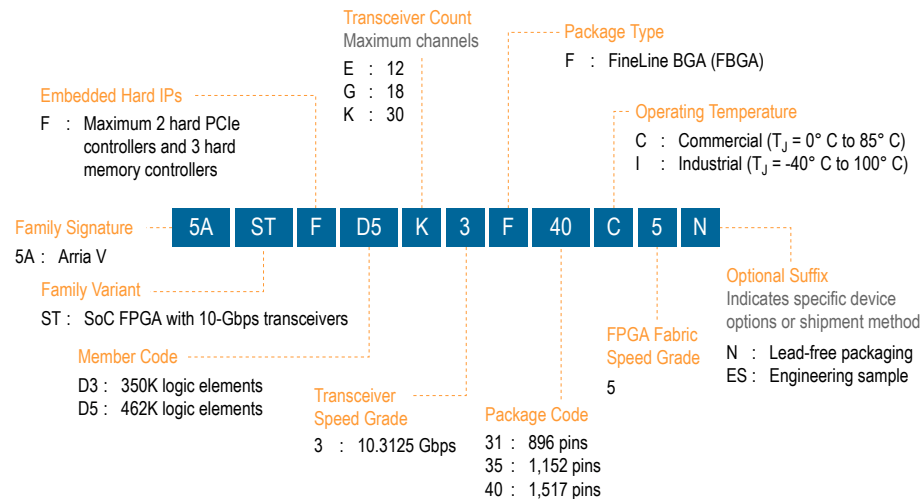 Transceiver Count
Maximum channels
E : 12
G : 18
K : 30
Package Type
F : FineLine BGA (FBGA)
Embedded Hard IPs
F : Maximum 2 hard PCIe
controllers and 3 hard
memory controllers
Operating Temperature
C : Commercial (TJ = 0° C to 85° C)
I : Industrial (TJ = -40° C to 100° C)
Family Signature
5A : Arria V
5A ST F D5 K 3 F 40 C 5 N
Family Variant
ST : SoC FPGA with 10-Gbps transceivers
Member Code
D3 : 350K logic elements
D5 : 462K logic elements
Transceiver
Speed Grade
3 : 10.3125 Gbps
Package Code
31 : 896 pins
35 : 1,152 pins
40 : 1,517 pins
FPGA Fabric
Speed Grade
5
Optional Suffix
Indicates specific device
options or shipment method
N : Lead-free packaging
ES : Engineering sample